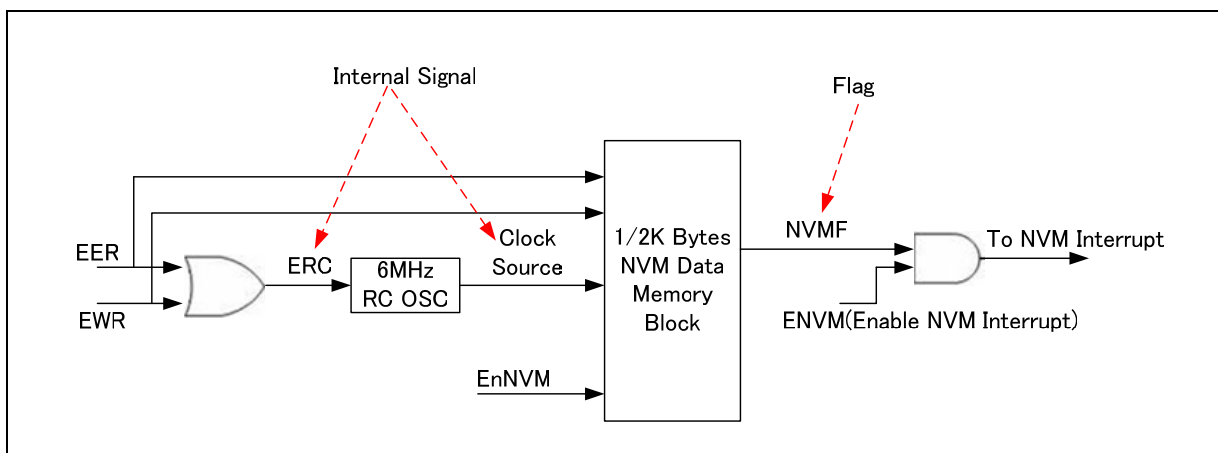 Internal Signal
Flag
EER
EWR
ERC
6MHz
RC OSC
Clock
Source
1/2K Bytes
NVM Data
Memory
Block
EnNVM
NVMF
To NVM Interrupt
ENVM(Enable NVM Interrupt)